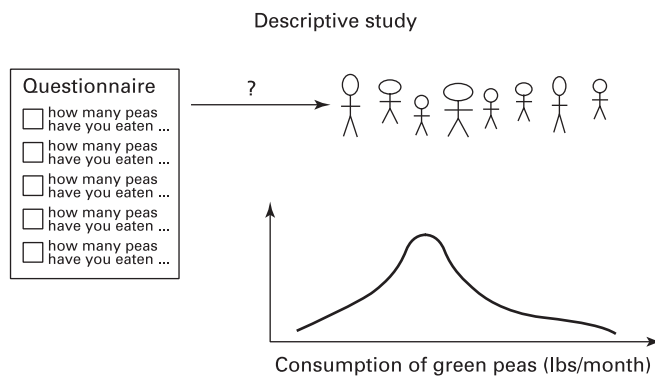 Descriptive study
Questionnaire
how many peas
have you eaten ...
how many peas
have you eaten ...
how many peas
have you eaten ...
how many peas
have you eaten ...
how many peas
have you eaten ...
?
Consumption of green peas (lbs/month)